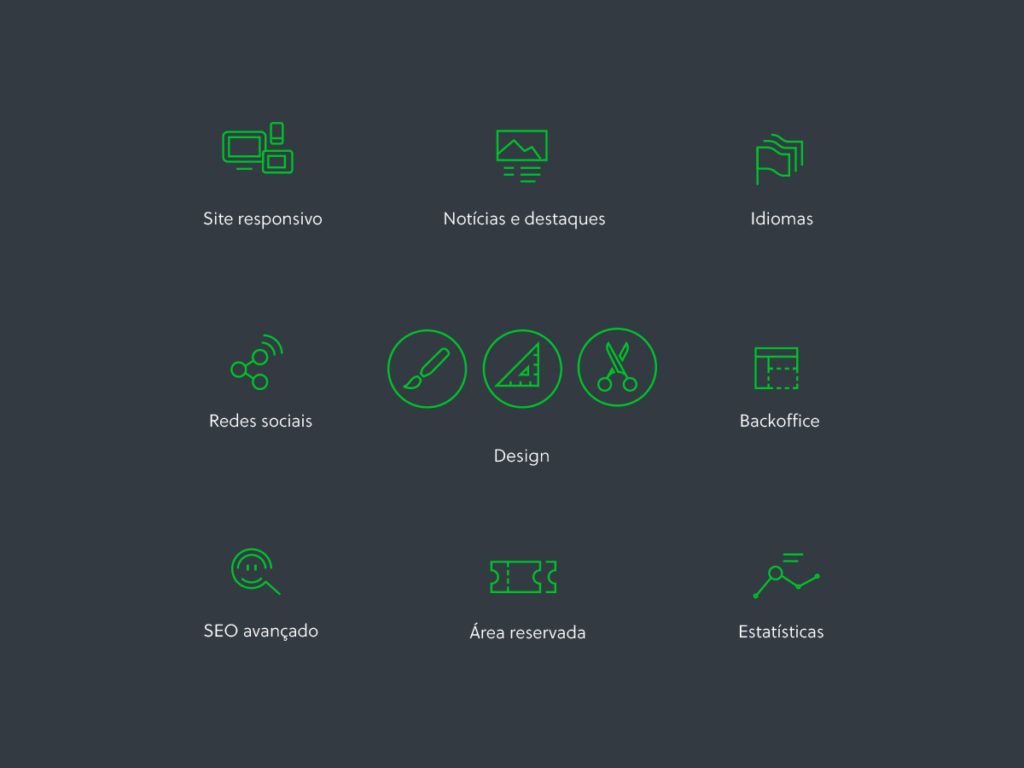 Site responsivo
Notícias e destaques
Idiomas
Redes sociais
Design
Backoffice
SEO avançado
Área reservada
Estatísticas